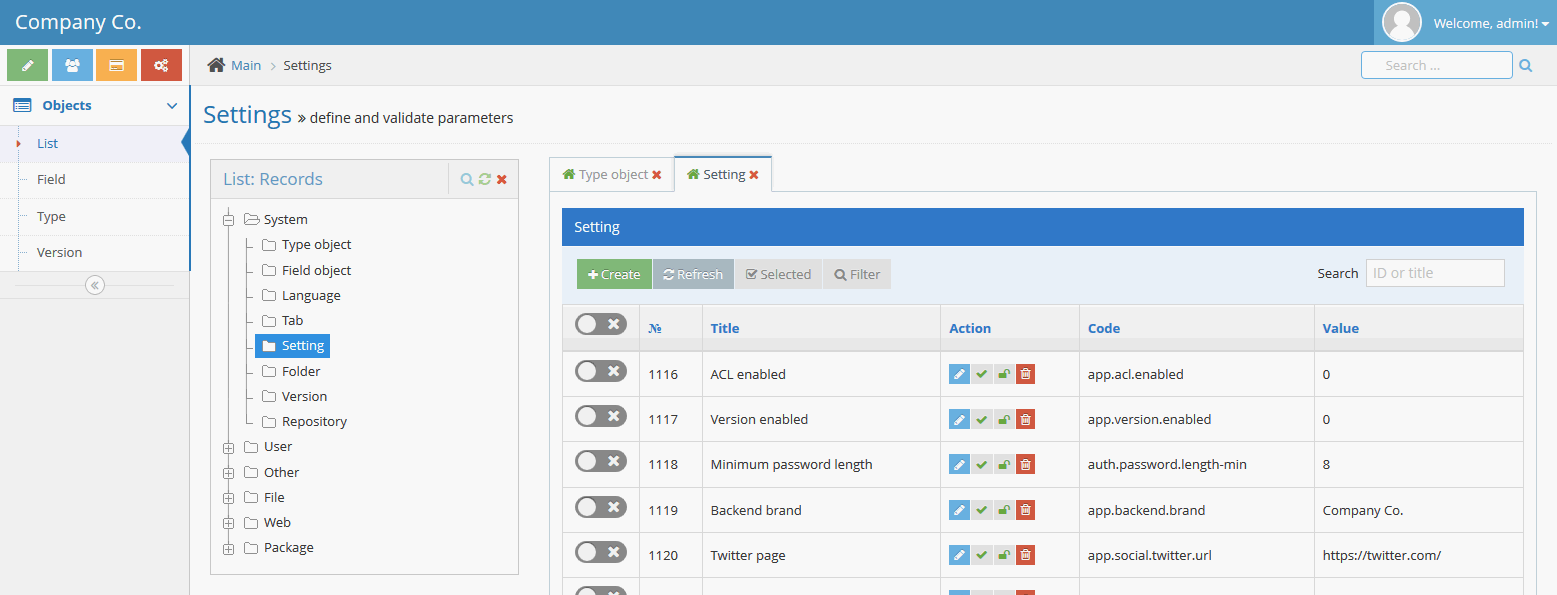 Company Co.
Welcome, admin!
Main > Settings
Search ...
Objects
List
Field
Type
Version
Settings » define and validate parameters
List: Records
System
Type object
Field object
Language
Tab
Setting
Folder
Version
Repository
User
Other
File
Web
Package
Type object Setting
Setting
Create Refresh Selected Filter Search ID or title
№ Title Action Code Value
1116 ACL enabled app.acl.enabled 0
1117 Version enabled app.version.enabled 0
1118 Minimum password length auth.password.length-min 8
1119 Backend brand app.backend.brand Company Co.
1120 Twitter page app.social.twitter.url https://twitter.com/